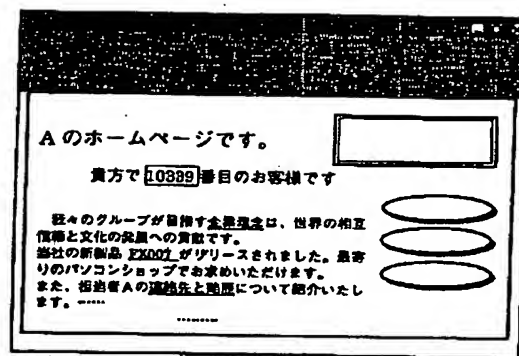 Aのホームページです。
貴方で 10339 番目のお客様です
我々のグループが目指す企業理念は、世界の相互
信頼と文化の発展への貢献です。
当社の新製品 FX007 がリリースされました。最寄
りのパソコンショップでお求めいただけます。
また、担当者Aの連絡先と略歴について紹介いたし
ます。……
………